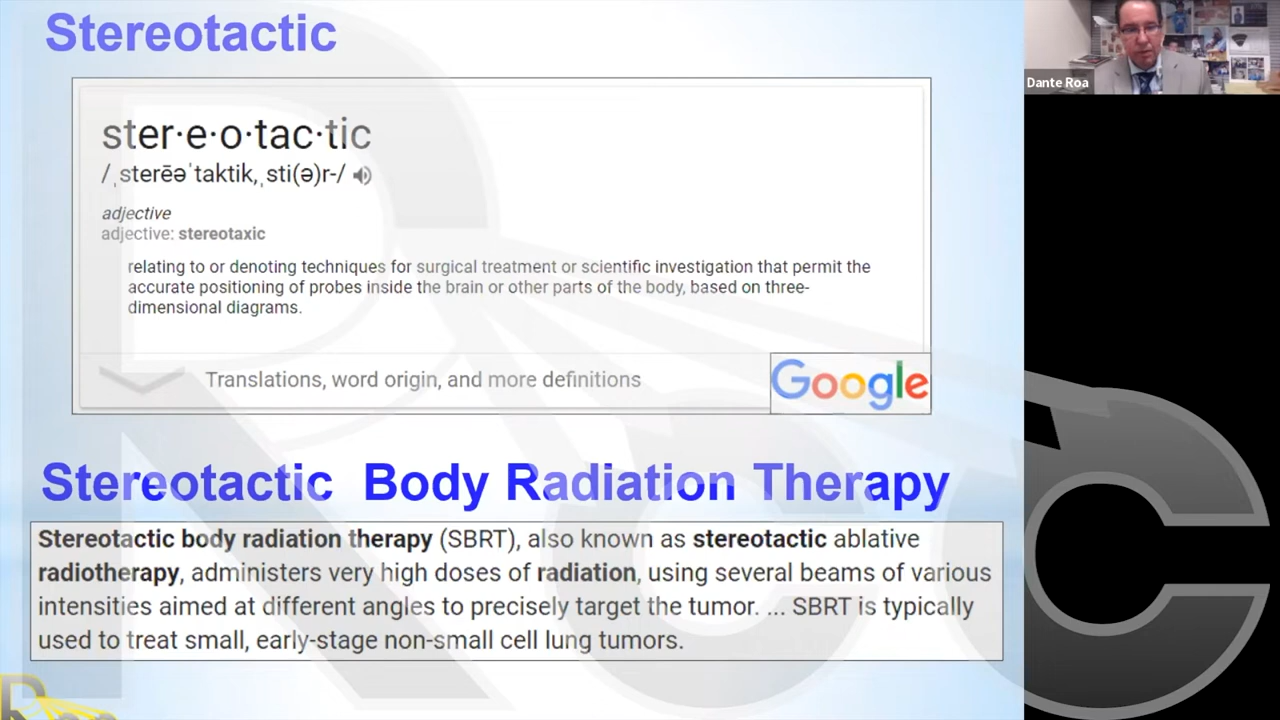 Stereotactic
Dante Roa
ster·e·o·tac·tic
/ˌsterēəˈtaktik,ˌsti(ə)r-/
adjective
adjective: stereotaxic
relating to or denoting techniques for surgical treatment or scientific investigation that permit the
accurate positioning of probes inside the brain or other parts of the body, based on three-
dimensional diagrams.
Translations, word origin, and more definitions
Google
Stereotactic Body Radiation Therapy
Stereotactic body radiation therapy (SBRT), also known as stereotactic ablative
radiotherapy, administers very high doses of radiation, using several beams of various
intensities aimed at different angles to precisely target the tumor. ... SBRT is typically
used to treat small, early-stage non-small cell lung tumors.